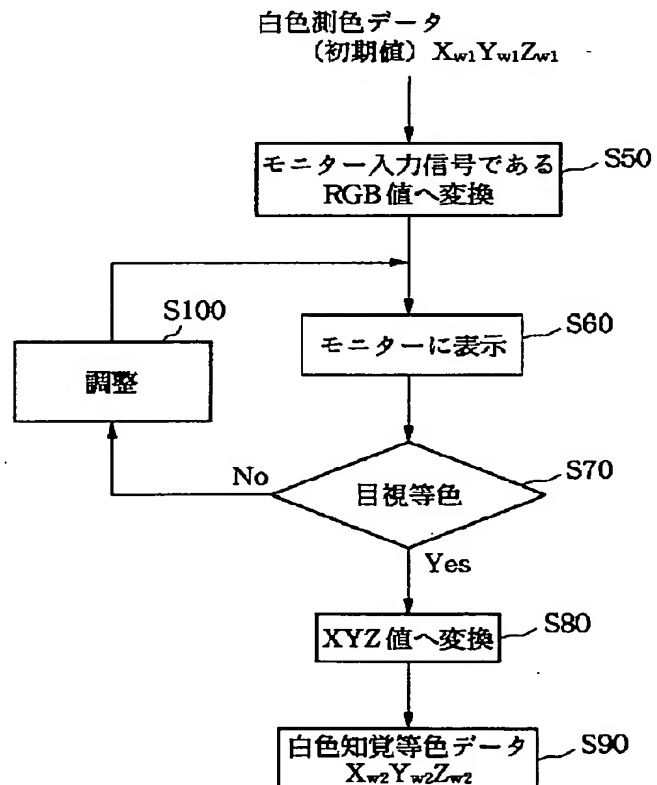 白色測色データ
(初期値) Xw1Yw1Zw1
モニター入力信号である
RGB値へ変換
S50
S100
調整
モニターに表示
S60
No
目視等色
S70
Yes
XYZ値へ変換
S80
白色知覚等色データ
Xw2Yw2Zw2
S90